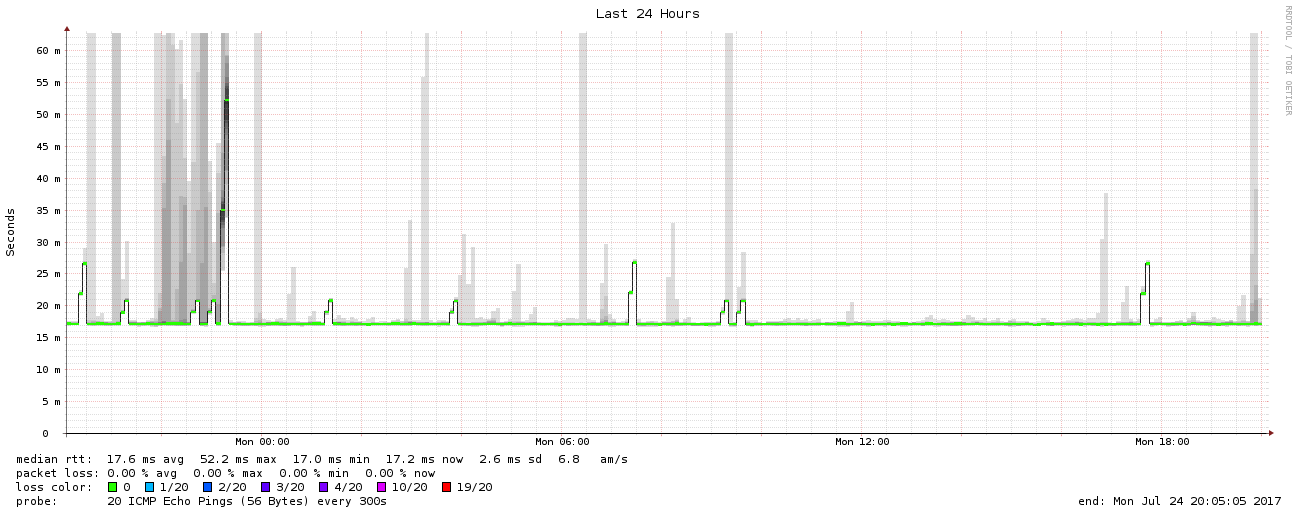 Last 24 Hours
RRDTOOL / TOBI OETIKER
Seconds
60 m
55 m
50 m
45 m
40 m
35 m
30 m
25 m
20 m
15 m
10 m
5 m
0
Mon 00:00 Mon 06:00 Mon 12:00 Mon 18:00
median rtt: 17.6 ms avg 52.2 ms max 17.0 ms min 17.2 ms now 2.6 ms sd 6.8 am/s
packet loss: 0.00 % avg 0.00 % max 0.00 % min 0.00 % now
loss color: 0 1/20 2/20 3/20 4/20 10/20 19/20
probe: 20 ICMP Echo Pings (56 Bytes) every 300s end: Mon Jul 24 20:05:05 2017